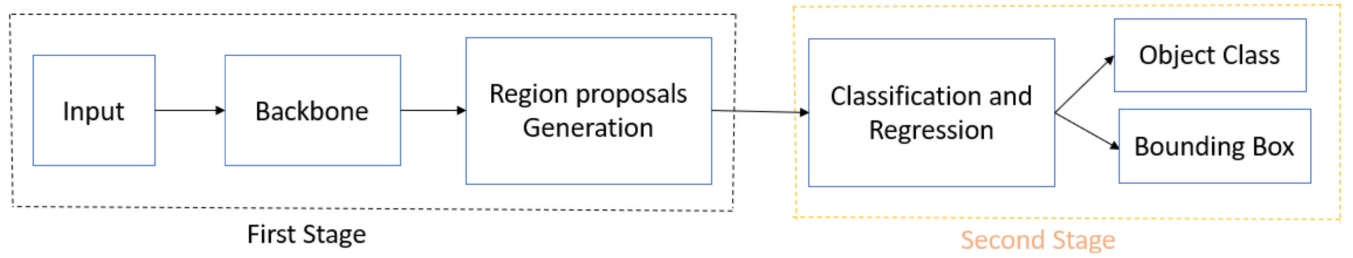 Input
Backbone
Region proposals
Generation
Classification and
Regression
Object Class
Bounding Box
First Stage
Second Stage